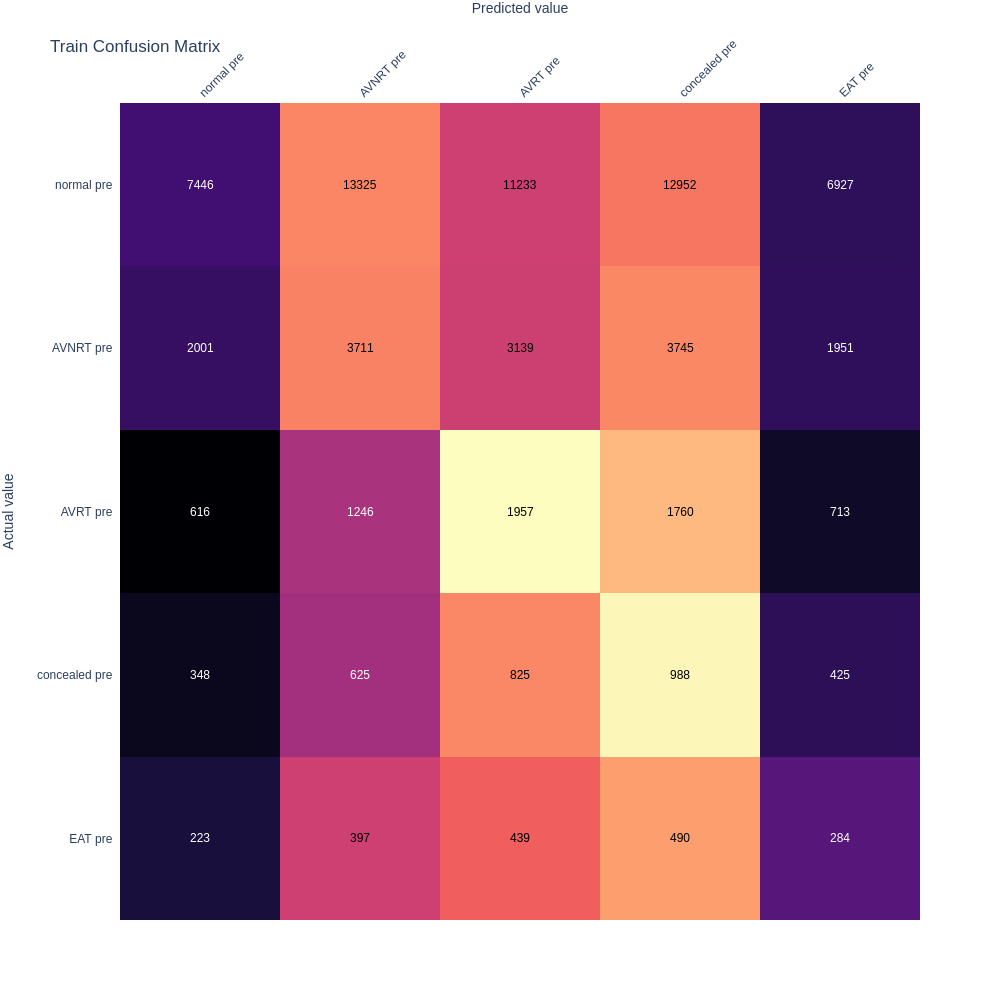 Predicted value
Train Confusion Matrix
normal pre AVNRT pre AVRT pre concealed pre EAT pre
normal pre 7446 13325 11233 12952 6927
AVNRT pre 2001 3711 3139 3745 1951
AVRT pre 616 1246 1957 1760 713
concealed pre 348 625 825 988 425
EAT pre 223 397 439 490 284
Actual value